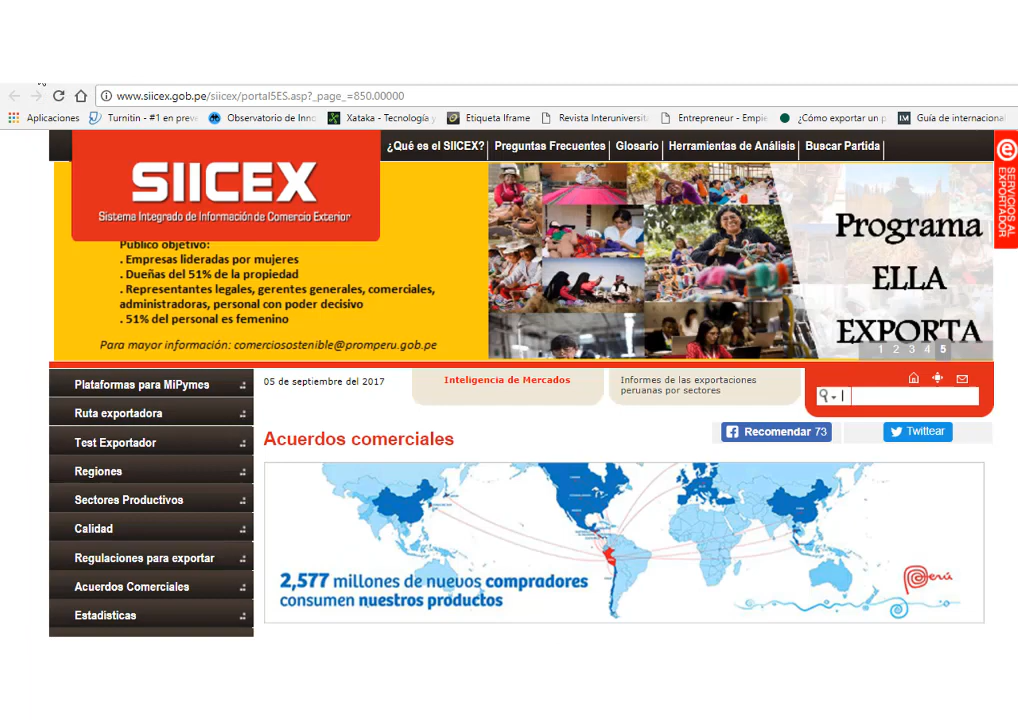 www.siicex.gob.pe/siicex/portal5ES.asp?_page_=850.00000
Aplicaciones Turnitin - #1 en preve Observatorio de Inno Xataka - Tecnología y Etiqueta Iframe Revista Interuniversita Entrepreneur - Empie ¿Cómo exportar un p Guía de internacional
¿Qué es el SIICEX? Preguntas Frecuentes Glosario Herramientas de Análisis Buscar Partida
SIICEX
Sistema Integrado de Información de Comercio Exterior
SERVICIOS AL
EXPORTADOR
Público objetivo:
. Empresas lideradas por mujeres
. Dueñas del 51% de la propiedad
. Representantes legales, gerentes generales, comerciales,
administradoras, personal con poder decisivo
. 51% del personal es femenino
Para mayor información: comerciosostenible@promperu.gob.pe
Programa
ELLA
EXPORTA
1 2 3 4 5
Plataformas para MiPymes
Ruta exportadora
Test Exportador
Regiones
Sectores Productivos
Calidad
Regulaciones para exportar
Acuerdos Comerciales
Estadísticas
05 de septiembre del 2017
Inteligencia de Mercados
Informes de las exportaciones
peruanas por sectores
Acuerdos comerciales
Recomendar 73
Twittear
2,577 millones de nuevos compradores
consumen nuestros productos
Perú